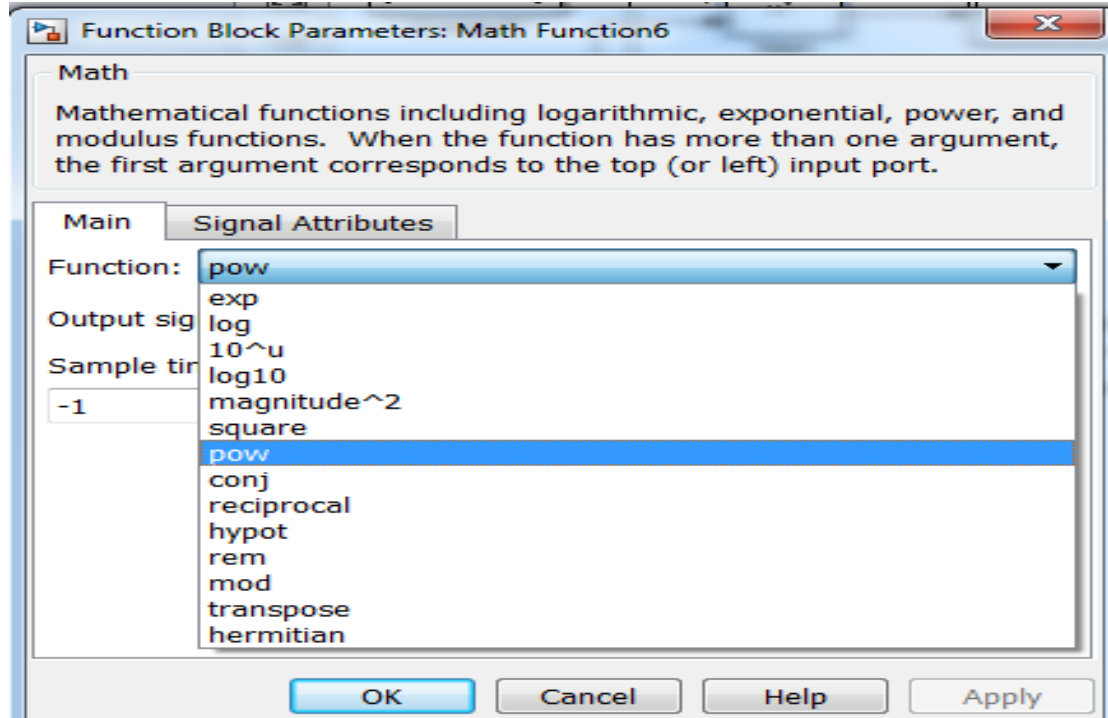 Function Block Parameters: Math Function6
Math
Mathematical functions including logarithmic, exponential, power, and
modulus functions. When the function has more than one argument,
the first argument corresponds to the top (or left) input port.
Main
Signal Attributes
Function: pow
exp
Output sig
log
10^u
Sample tim
log10
-1
magnitude^2
square
pow
conj
reciprocal
hypot
rem
mod
transpose
hermitian
OK
Cancel
Help
Apply